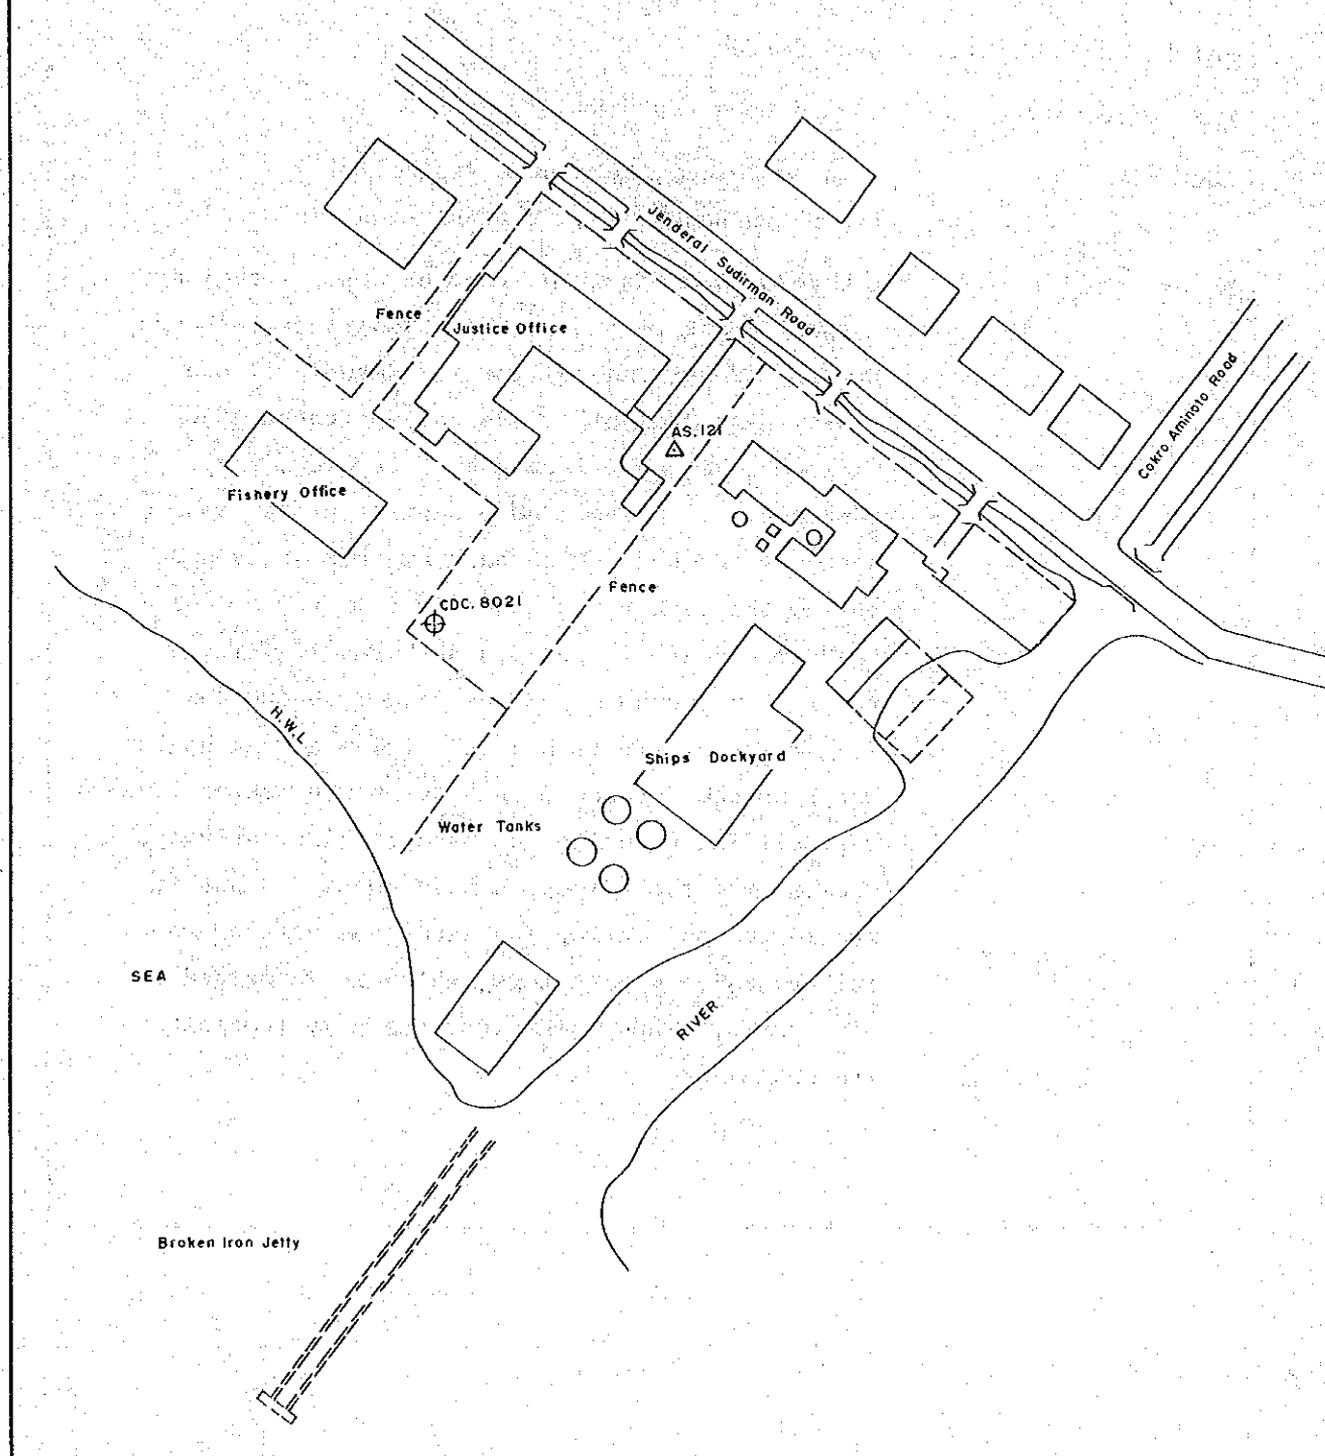 Jenderal Sudirman Road
Fence
Justice Office
Cokro Aminoto Road
AS.121
Fishery Office
Fence
CDC.8021
H.W.L
Ships Dockyard
Water Tanks
SEA
RIVER
Broken Iron Jetty